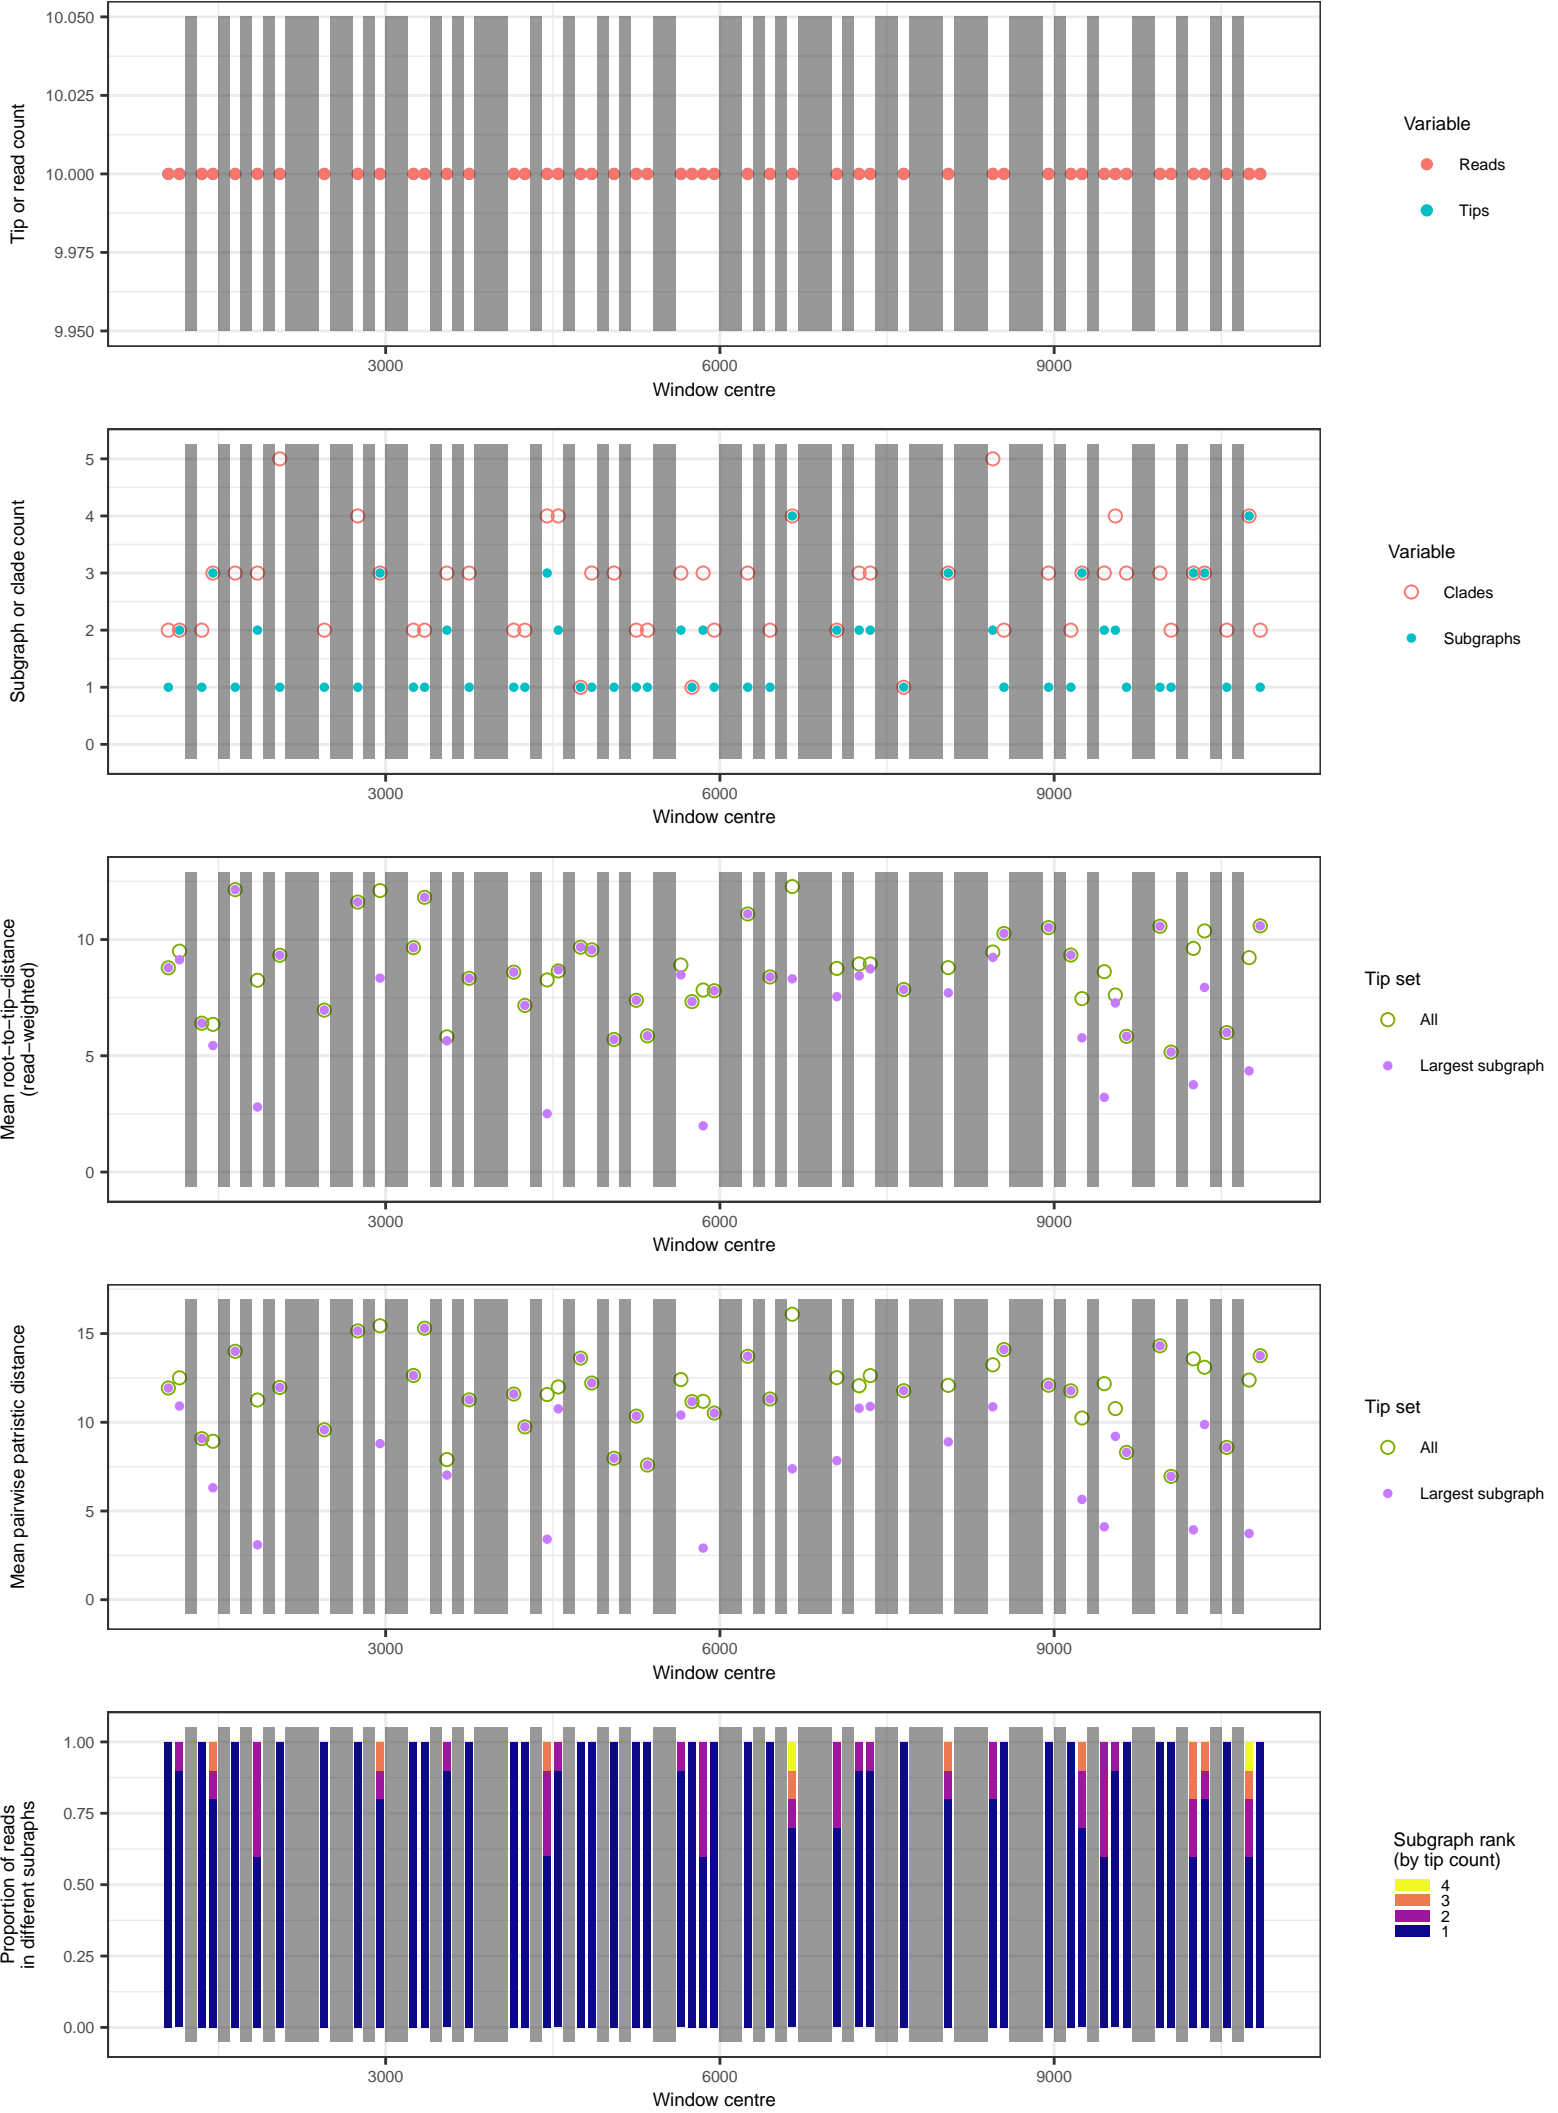 10.050
10.025
10.000
9.975
9.950
Tip or read count
3000
6000
9000
Window centre
Variable
Reads
Tips
5
4
3
2
1
0
Subgraph or clade count
3000
6000
9000
Window centre
Variable
Clades
Subgraphs
10
5
0
Mean root−to−tip−distance
(read−weighted)
3000
6000
9000
Window centre
Tip set
All
Largest subgraph
15
10
5
0
Mean pairwise patristic distance
3000
6000
9000
Window centre
Tip set
All
Largest subgraph
1.00
0.75
0.50
0.25
0.00
Proportion of reads
in different subraphs
3000
6000
9000
Window centre
Subgraph rank
(by tip count)
4
3
2
1